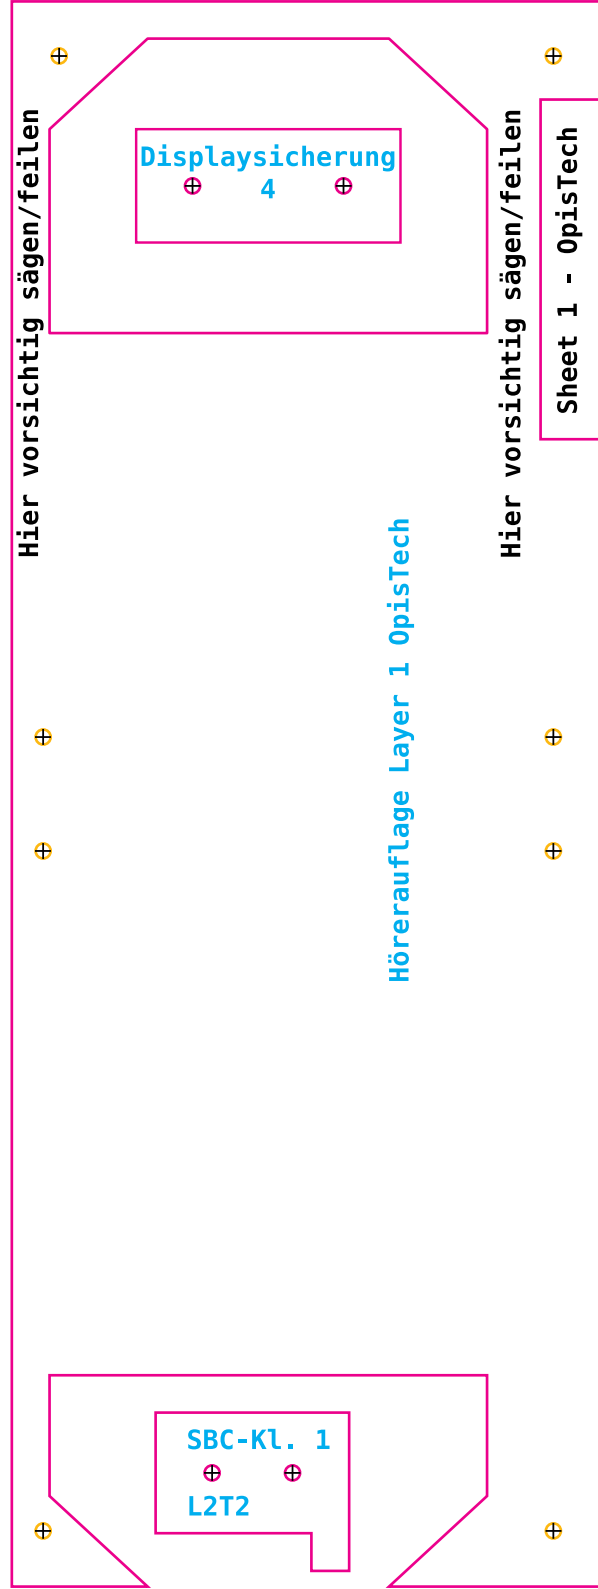 Displaysicherung
4
Hier vorsichtig sägen/feilen
Hier vorsichtig sägen/feilen
Sheet 1 - OpisTech
Hörerauflage Layer 1 OpisTech
SBC-Kl. 1
L2T2